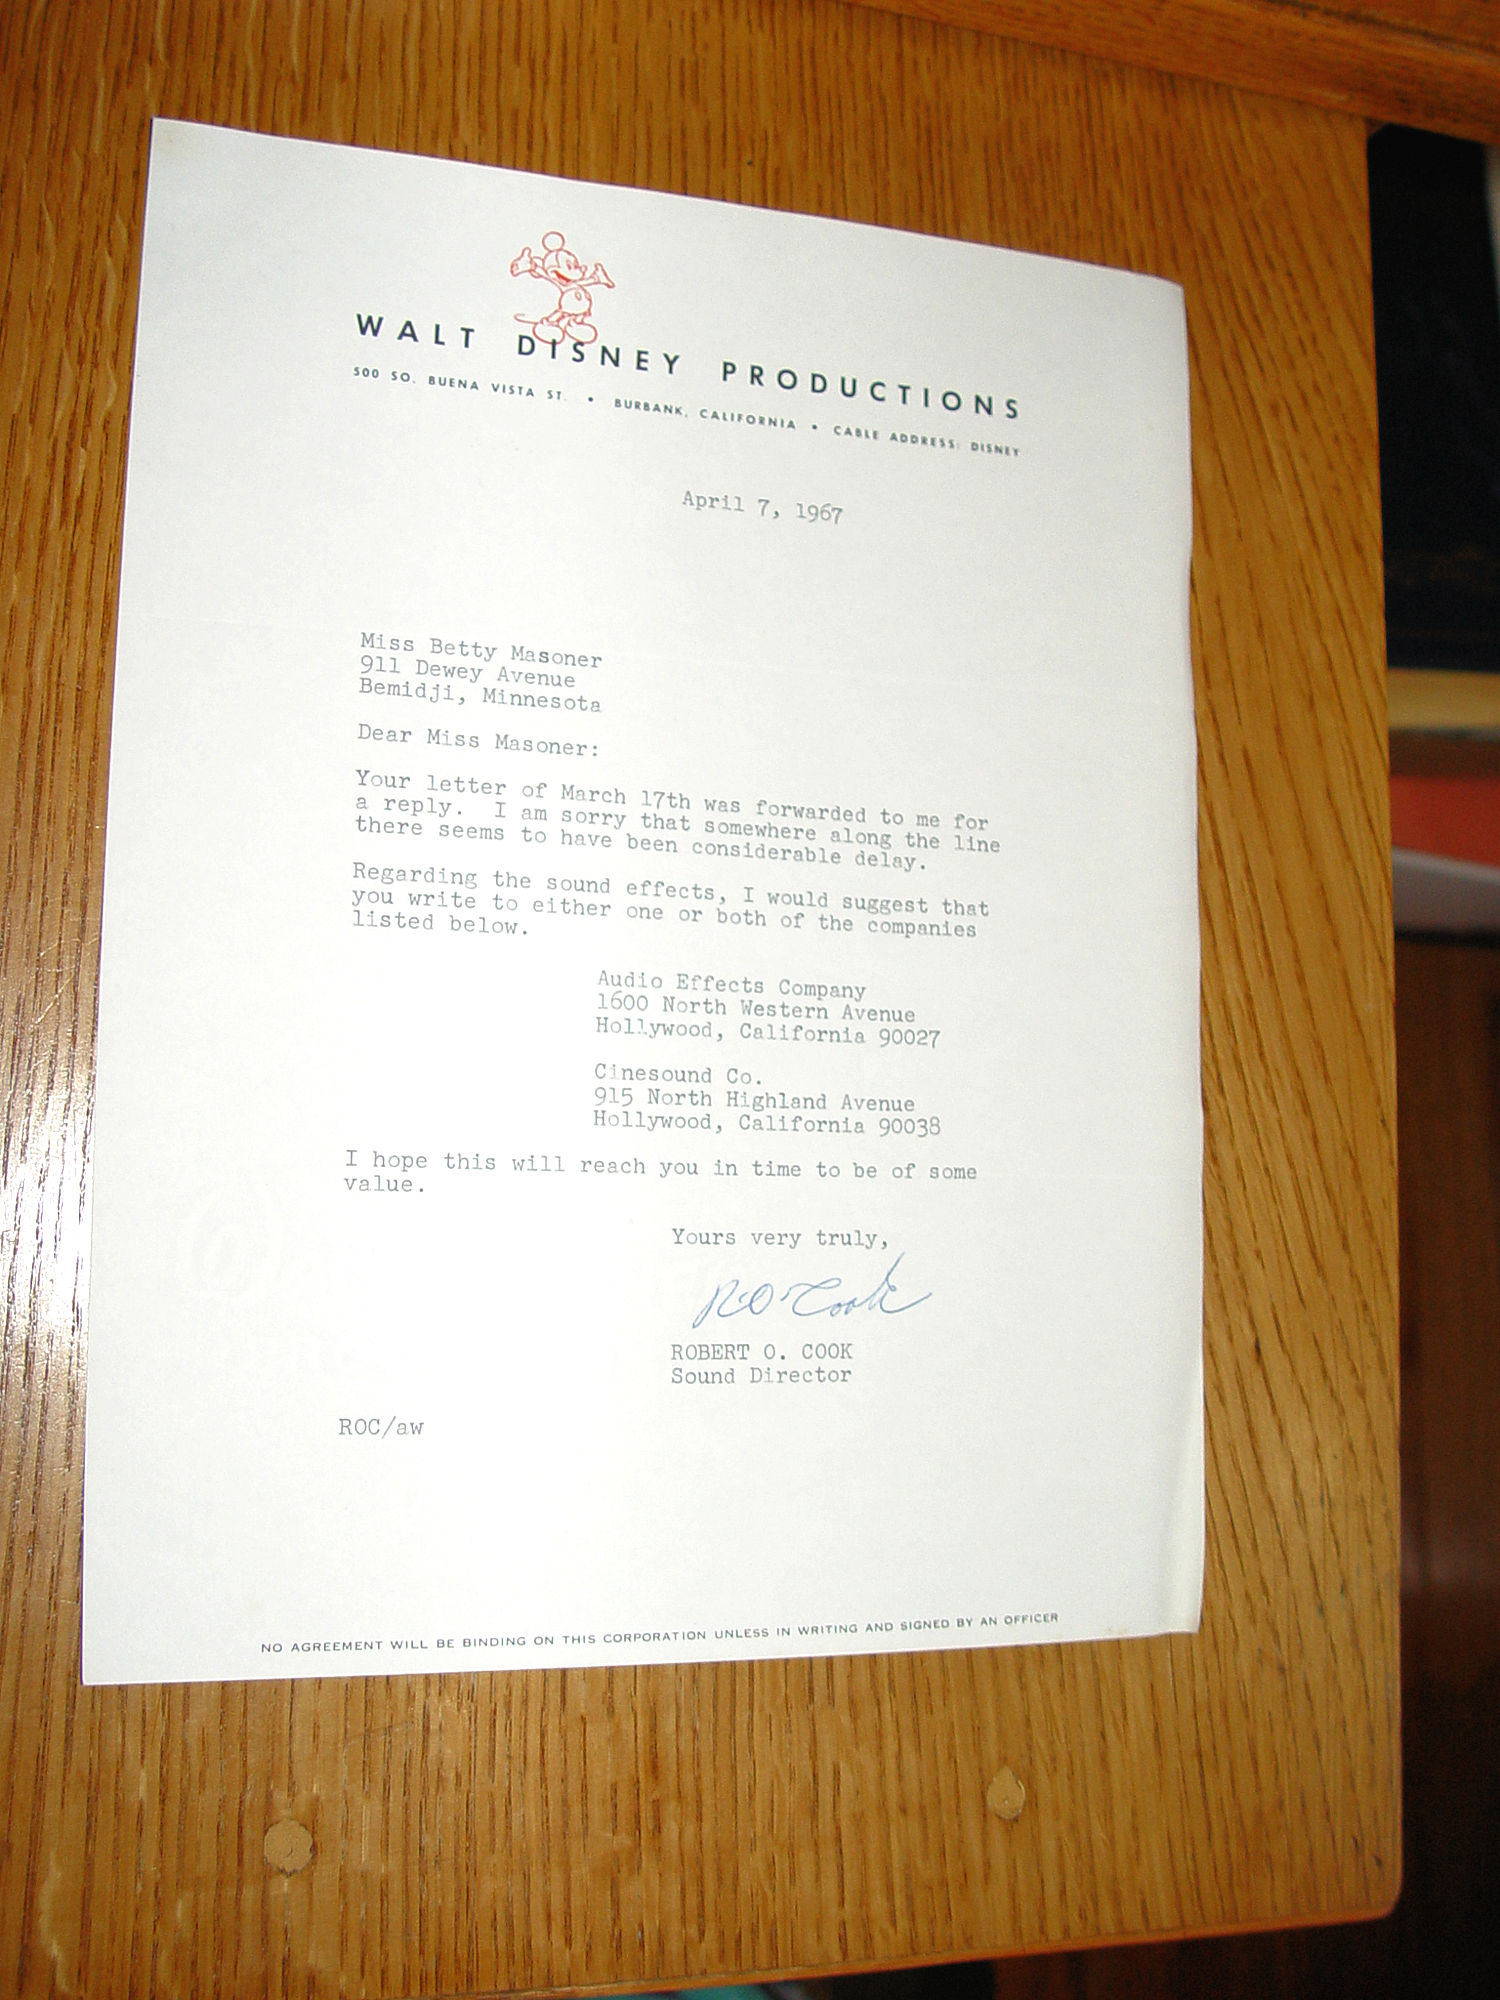 WALT DISNEY PRODUCTIONS
500 SO. BUENA VISTA ST. • BURBANK, CALIFORNIA • CABLE ADDRESS: DISNEY
April 7, 1967
Miss Betty Masoner
911 Dewey Avenue
Bemidji, Minnesota
Dear Miss Masoner:
Your letter of March 17th was forwarded to me for
a reply. I am sorry that somewhere along the line
there seems to have been considerable delay.
Regarding the sound effects, I would suggest that
you write to either one or both of the companies
listed below.
Audio Effects Company
1600 North Western Avenue
Hollywood, California 90027
Cinesound Co.
915 North Highland Avenue
Hollywood, California 90038
I hope this will reach you in time to be of some
value.
Yours very truly,
R.O. Cook
ROBERT O. COOK
Sound Director
ROC/aw
NO AGREEMENT WILL BE BINDING ON THIS CORPORATION UNLESS IN WRITING AND SIGNED BY AN OFFICER